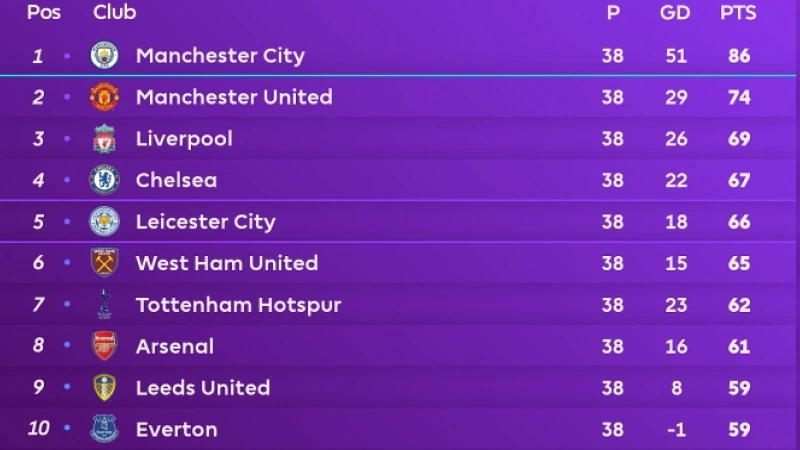 Pos Club P GD PTS
1 Manchester City 38 51 86
2 Manchester United 38 29 74
3 Liverpool 38 26 69
4 Chelsea 38 22 67
5 Leicester City 38 18 66
6 West Ham United 38 15 65
7 Tottenham Hotspur 38 23 62
8 Arsenal 38 16 61
9 Leeds United 38 8 59
10 Everton 38 -1 59